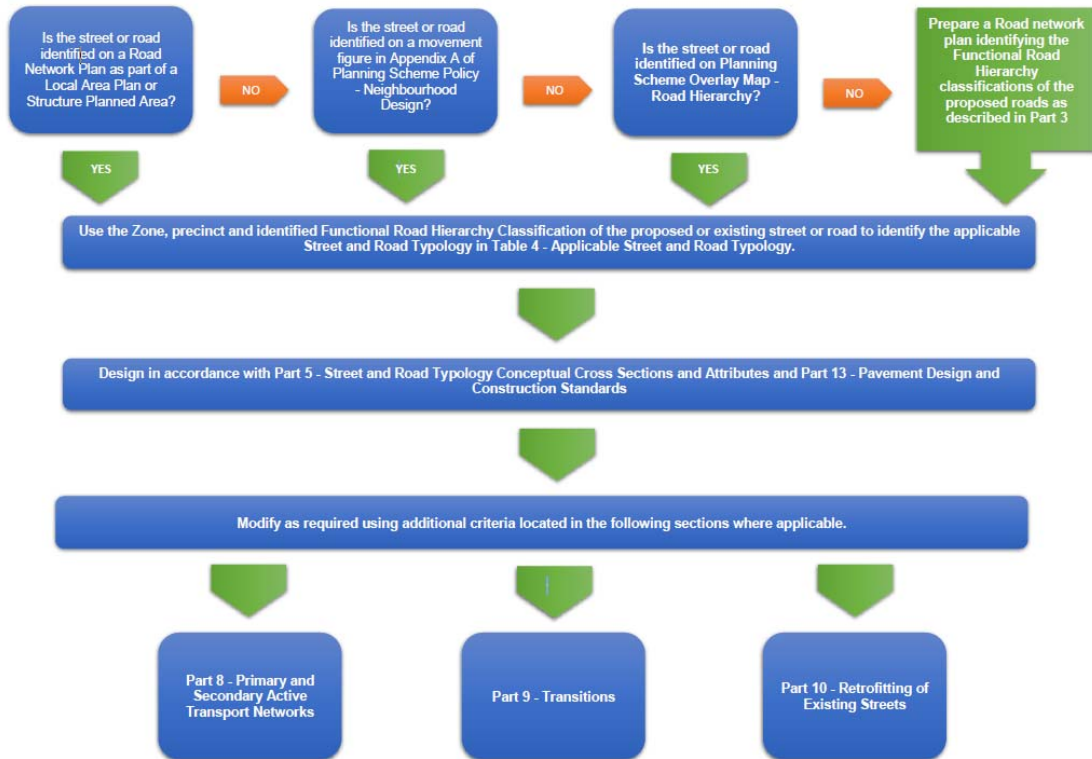 Is the street or road
identified on a Road
Network Plan as part of a
Local Area Plan or
Structure Planned Area?
NO
Is the street or road
identified on a movement
figure in Appendix A of
Planning Scheme Policy
- Neighbourhood
Design?
NO
Is the street or road
identified on Planning
Scheme Overlay Map -
Road Hierarchy?
NO
Prepare a Road network
plan identifying the
Functional Road
Hierarchy
classifications of the
proposed roads as
described in Part 3
YES
YES
YES
Use the Zone, precinct and identified Functional Road Hierarchy Classification of the proposed or existing street or road to identify the applicable
Street and Road Typology in Table 4 - Applicable Street and Road Typology.
Design in accordance with Part 5 - Street and Road Typology Conceptual Cross Sections and Attributes and Part 13 - Pavement Design and
Construction Standards
Modify as required using additional criteria located in the following sections where applicable.
Part 8 - Primary and
Secondary Active
Transport Networks
Part 9 - Transitions
Part 10 - Retrofitting of
Existing Streets